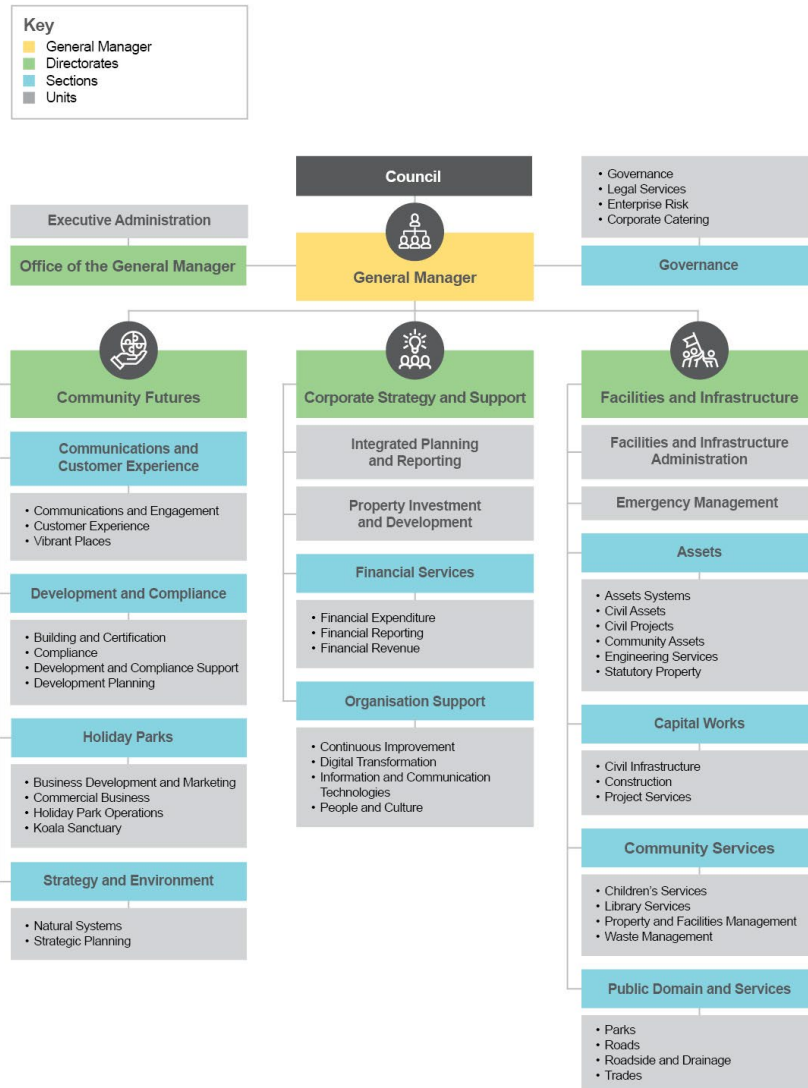 Key
General Manager
Directorates
Sections
Units
Council
• Governance
• Legal Services
• Enterprise Risk
• Corporate Catering
Executive Administration
Office of the General Manager
General Manager
Governance
Community Futures
Communications and
Customer Experience
• Communications and Engagement
• Customer Experience
• Vibrant Places
Development and Compliance
• Building and Certification
• Compliance
• Development and Compliance Support
• Development Planning
Holiday Parks
• Business Development and Marketing
• Commercial Business
• Holiday Park Operations
• Koala Sanctuary
Strategy and Environment
• Natural Systems
• Strategic Planning
Corporate Strategy and Support
Integrated Planning
and Reporting
Property Investment
and Development
Financial Services
• Financial Expenditure
• Financial Reporting
• Financial Revenue
Organisation Support
• Continuous Improvement
• Digital Transformation
• Information and Communication
Technologies
• People and Culture
Facilities and Infrastructure
Facilities and Infrastructure
Administration
Emergency Management
Assets
• Assets Systems
• Civil Assets
• Civil Projects
• Community Assets
• Engineering Services
• Statutory Property
Capital Works
• Civil Infrastructure
• Construction
• Project Services
Community Services
• Children's Services
• Library Services
• Property and Facilities Management
• Waste Management
Public Domain and Services
• Parks
• Roads
• Roadside and Drainage
• Trades